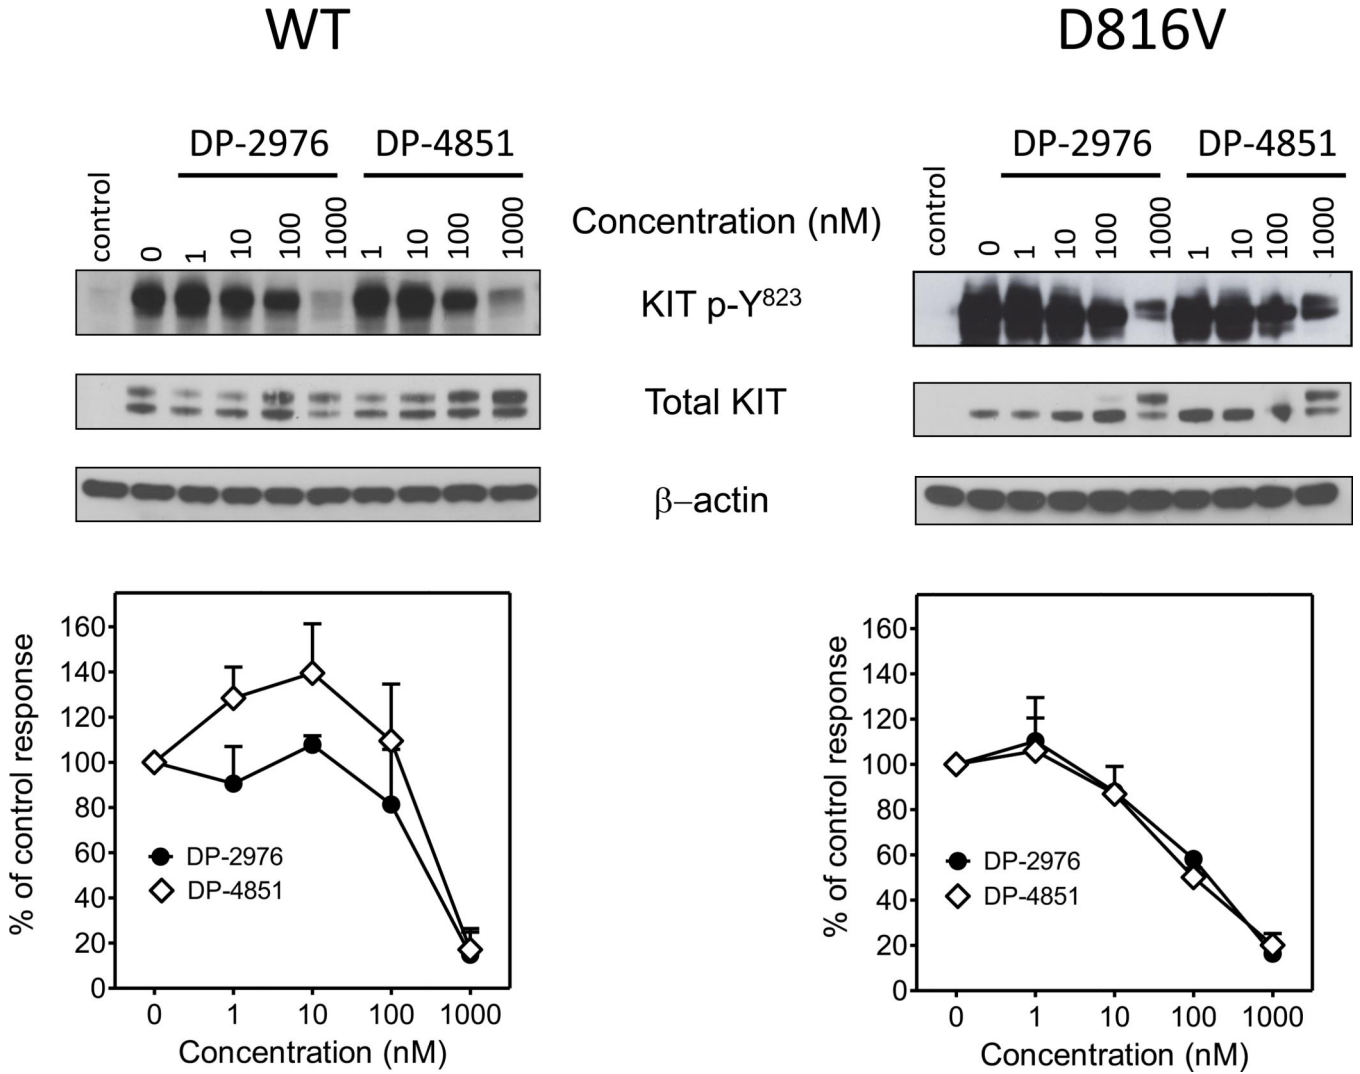 WT
D816V
DP-2976 DP-4851
DP-2976 DP-4851
control 0 1 10 100 1000 1 10 100 1000
Concentration (nM)
control 0 1 10 100 1000 1 10 100 1000
KIT p-Y823
Total KIT
β–actin
% of control response
160
140
120
100
80
60
40
20
0
DP-2976
DP-4851
0 1 10 100 1000
Concentration (nM)
% of control response
160
140
120
100
80
60
40
20
0
DP-2976
DP-4851
0 1 10 100 1000
Concentration (nM)